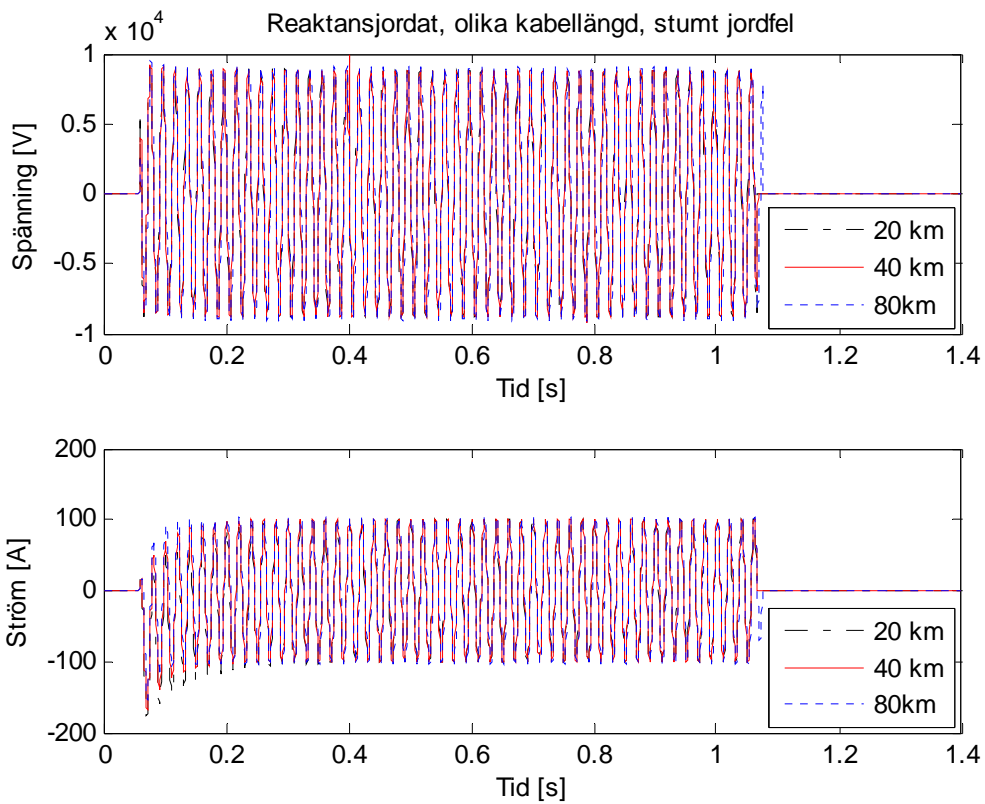 Reaktansjordat, olika kabellängd, stumt jordfel
x 10^4
1
0.5
0
-0.5
-1
Spänning [V]
0 0.2 0.4 0.6 0.8 1 1.2 1.4
Tid [s]
20 km
40 km
80km
200
100
0
-100
-200
Ström [A]
0 0.2 0.4 0.6 0.8 1 1.2 1.4
Tid [s]
20 km
40 km
80km